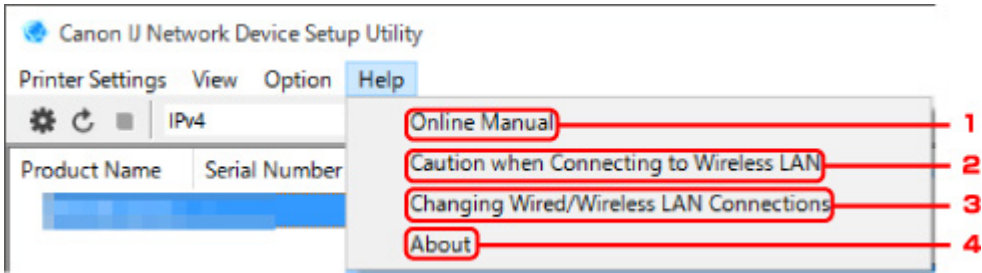 Canon IJ Network Device Setup Utility
Printer Settings View Option Help
IPv4
Online Manual 1
Product Name Serial Number
Caution when Connecting to Wireless LAN 2
Changing Wired/Wireless LAN Connections 3
About 4